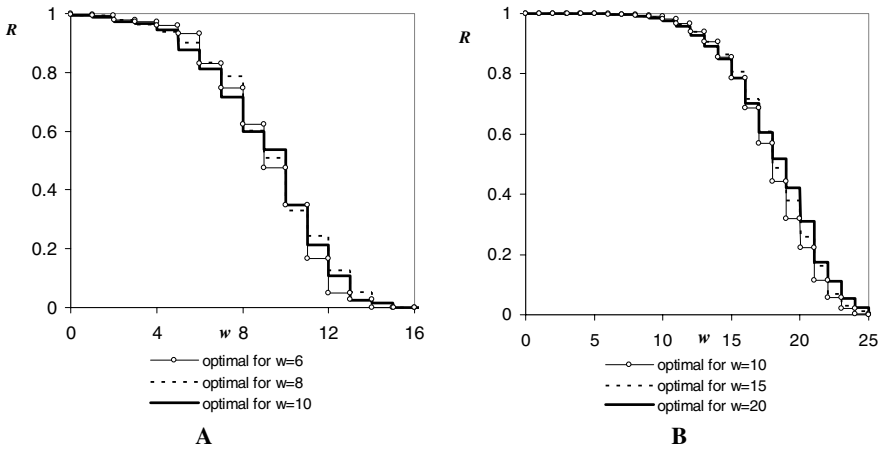 R
1
0.8
0.6
0.4
0.2
0
0 4 w 8 12 16
optimal for w=6
optimal for w=8
optimal for w=10
A
R
1
0.8
0.6
0.4
0.2
0
0 5 10 w 15 20 25
optimal for w=10
optimal for w=15
optimal for w=20
B